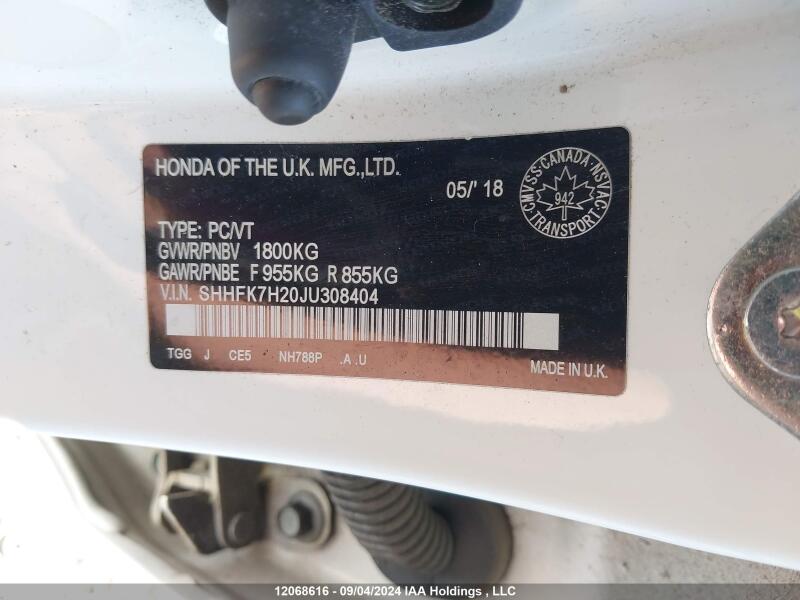 HONDA OF THE U.K. MFG.,LTD.
05/'18
CMVSS·CANADA·NSVAC
942
TRANSPORT
TYPE: PC/VT
GVWR/PNBV 1800KG
GAWR/PNBE F 955KG R 855KG
V.I.N. SHHFK7H20JU308404
TGG J CE5 NH788P .A .U
MADE IN U.K.
12068616 - 09/04/2024 IAA Holdings , LLC